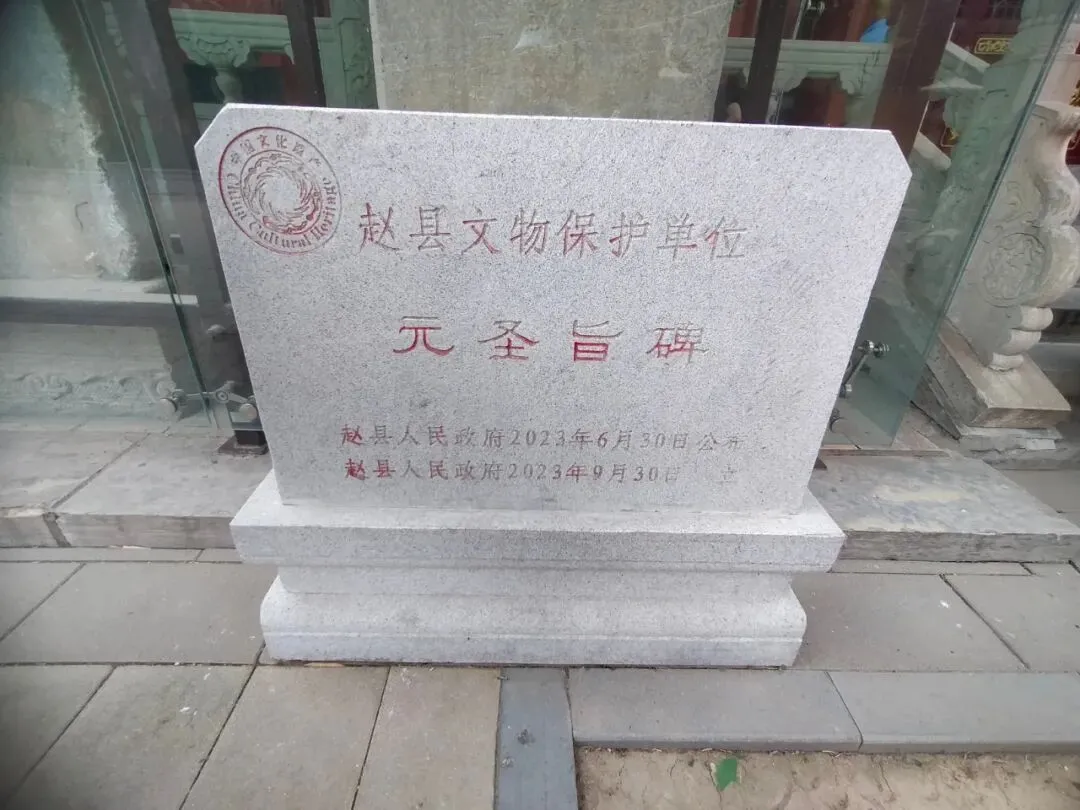 中国文化遗产
China Cultural Heritage
赵县文物保护单位
元圣旨碑
赵县人民政府2023年6月30日公布
赵县人民政府2023年9月30日 立